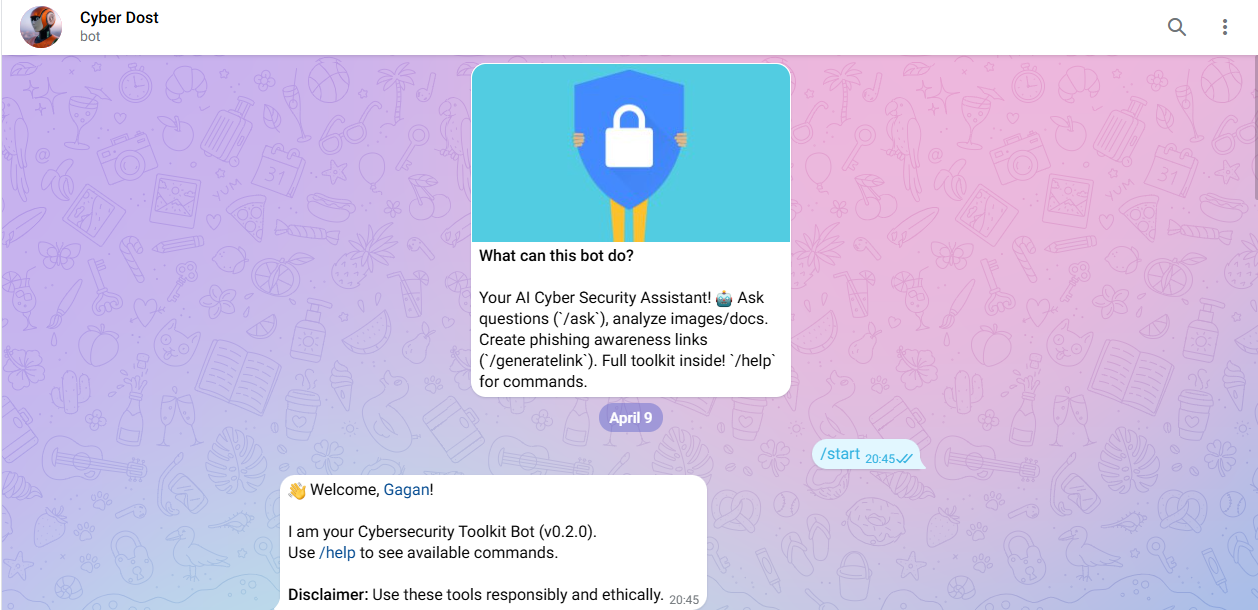 Cyber Dost
bot
What can this bot do?
Your AI Cyber Security Assistant! 🤖 Ask
questions (`/ask`), analyze images/docs.
Create phishing awareness links
(`/generatelink`). Full toolkit inside! `/help`
for commands.
April 9
/start 20:45
👋 Welcome, Gagan!
I am your Cybersecurity Toolkit Bot (v0.2.0).
Use /help to see available commands.
Disclaimer: Use these tools responsibly and ethically. 20:45